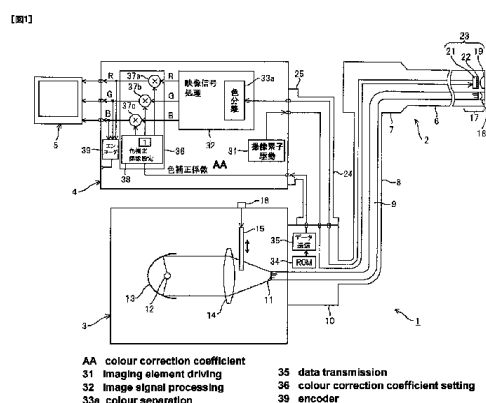 [図1]
23
21 22 19
37a R
映像信号処理
33a
色分離
R
37b
G
G
37c
B
B
25
32
5
39
エンコーダ
色補正係数設定
36
AA
31
撮像素子駆動
38
色補正係数
4
17
18
6
7
2
24
8
9
16
15
35
データ送信
34
ROM
13
12
14
11
3
10
1
AA colour correction coefficient
31 Imaging element driving
32 Image signal processing
33a colour separation
35 data transmission
36 colour correction coefficient setting
39 encoder